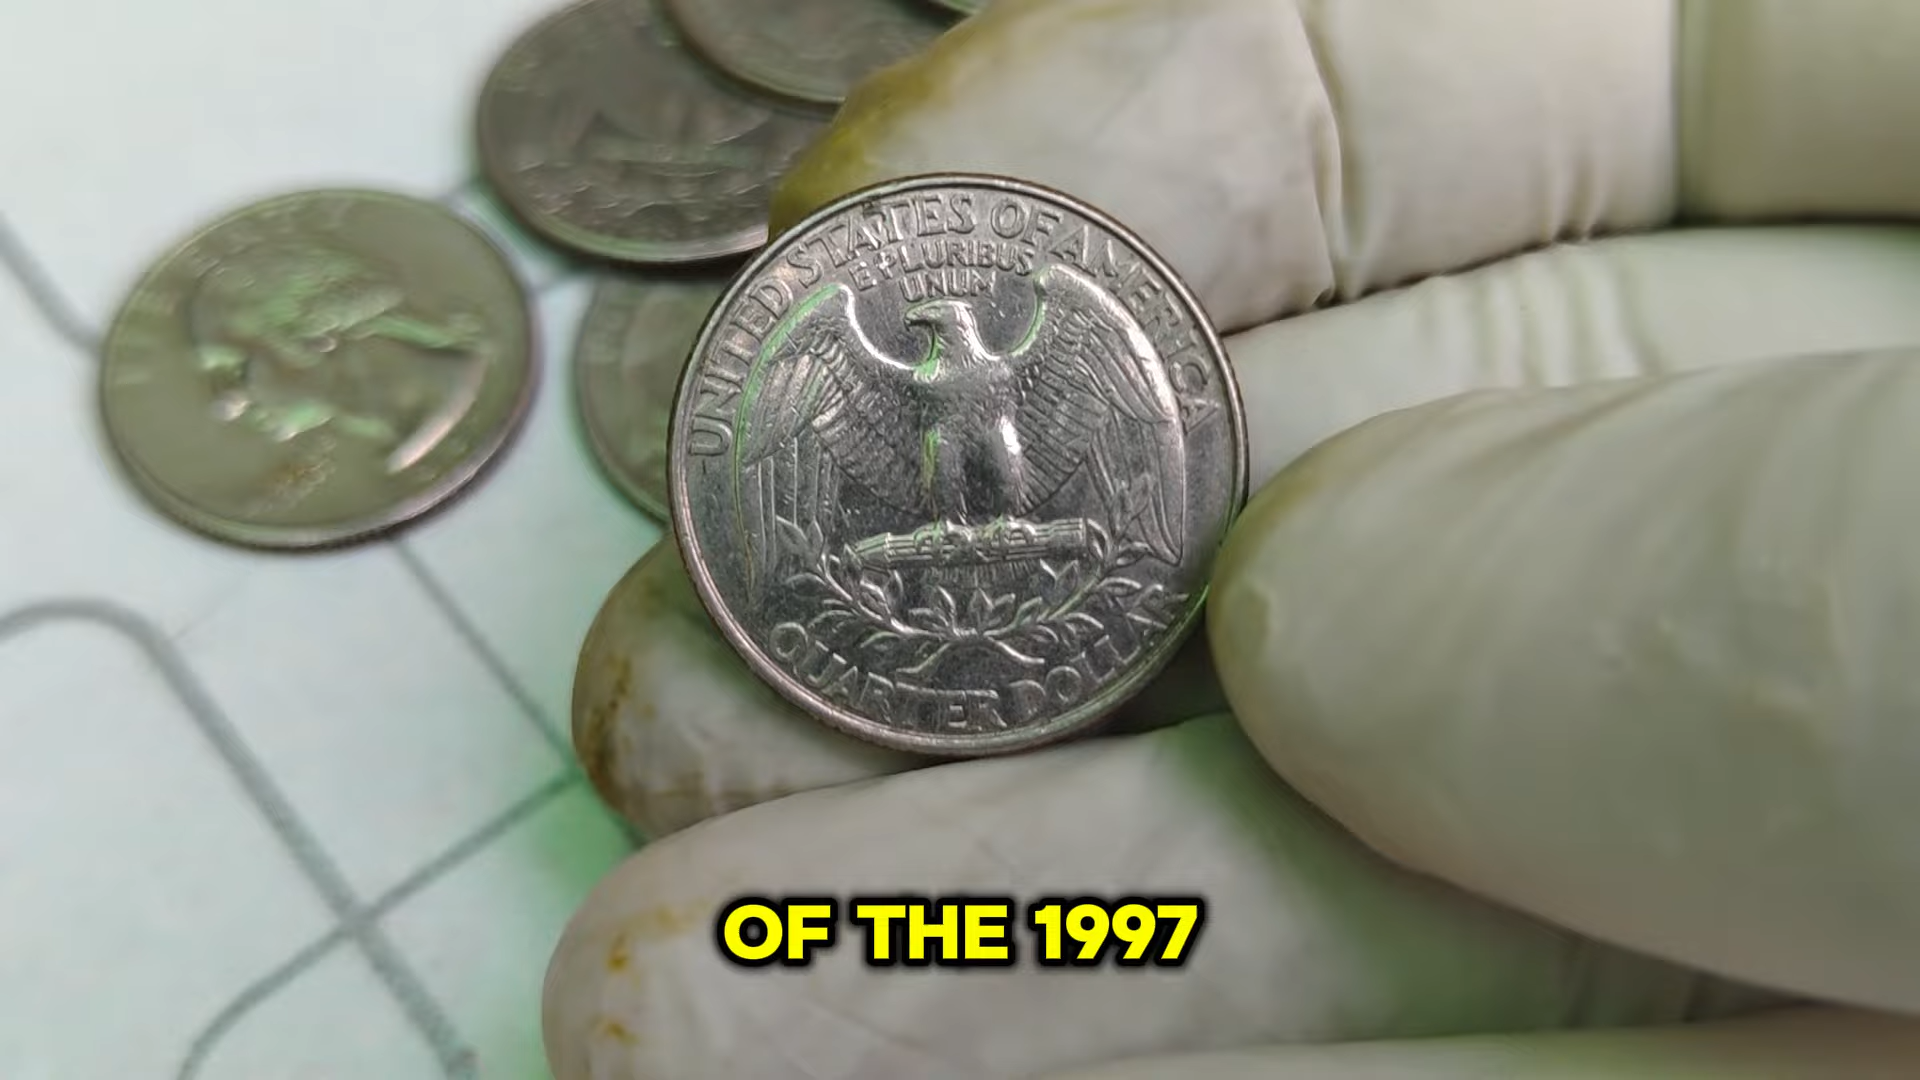 UNITED STATES OF AMERICA
E PLURIBUS
UNUM
QUARTER DOLLAR
OF THE 1997